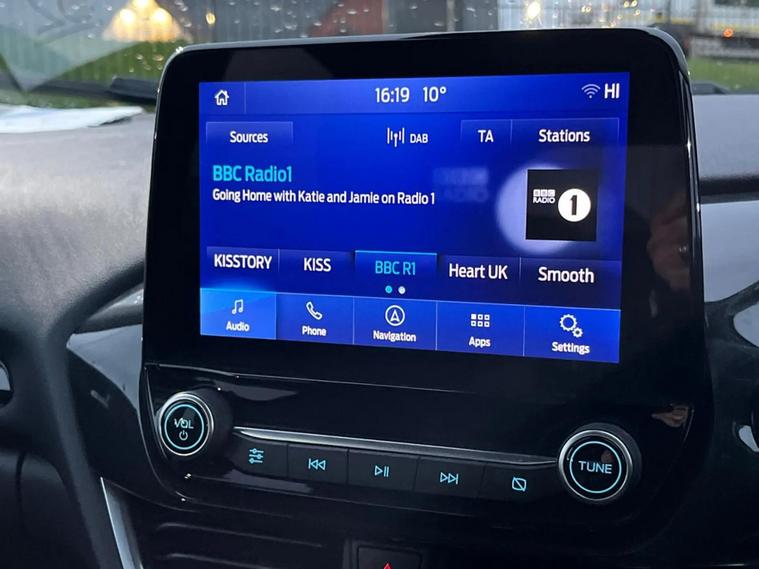 16:19 10° HI
Sources DAB TA Stations
BBC Radio1
Going Home with Katie and Jamie on Radio 1
BBC
RADIO 1
KISSTORY KISS BBC R1 Heart UK Smooth
Audio Phone Navigation Apps Settings
VOL
TUNE